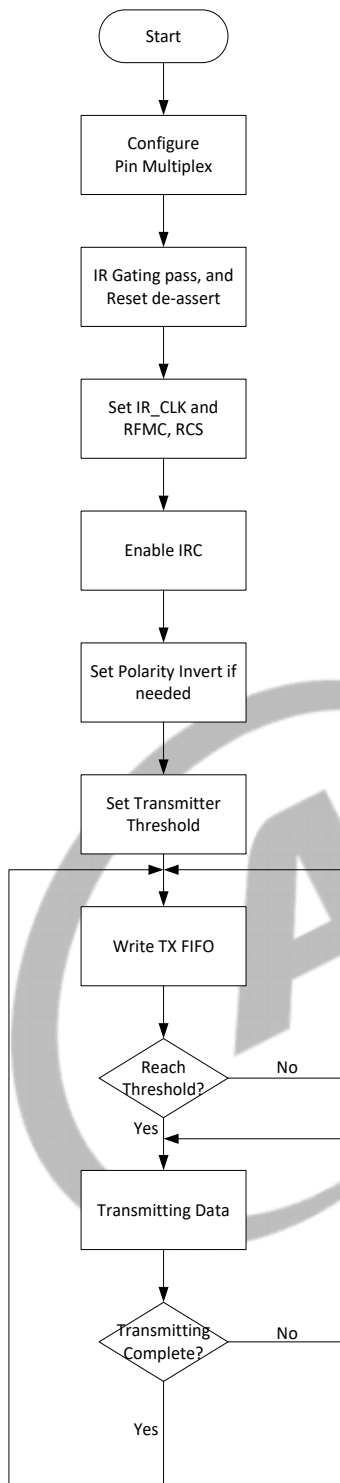 Start
Configure
Pin Multiplex
IR Gating pass, and
Reset de-assert
Set IR_CLK and
RFMC, RCS
Enable IRC
Set Polarity Invert if
needed
Set Transmitter
Threshold
Write TX FIFO
Reach
Threshold?
No
Yes
Transmitting Data
Transmitting
Complete?
No
Yes